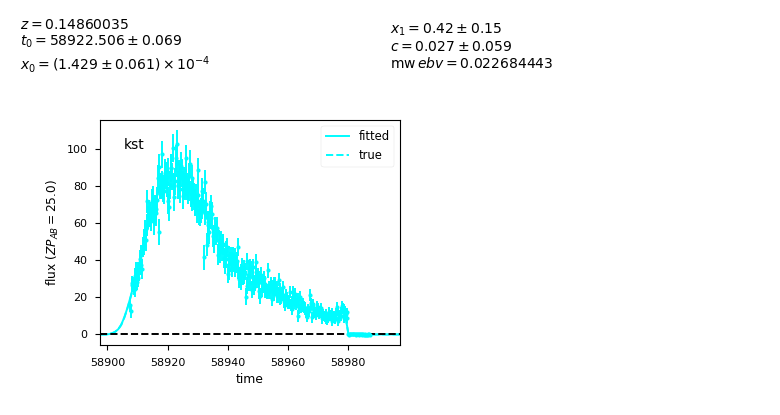 z = 0.14860035
t₀ = 58922.506 ± 0.069
x₀ = (1.429 ± 0.061) × 10⁻⁴
x₁ = 0.42 ± 0.15
c = 0.027 ± 0.059
mw ebv = 0.022684443
kst
fitted
true
flux (ZP_AB = 25.0)
100
80
60
40
20
0
58900 58920 58940 58960 58980
time